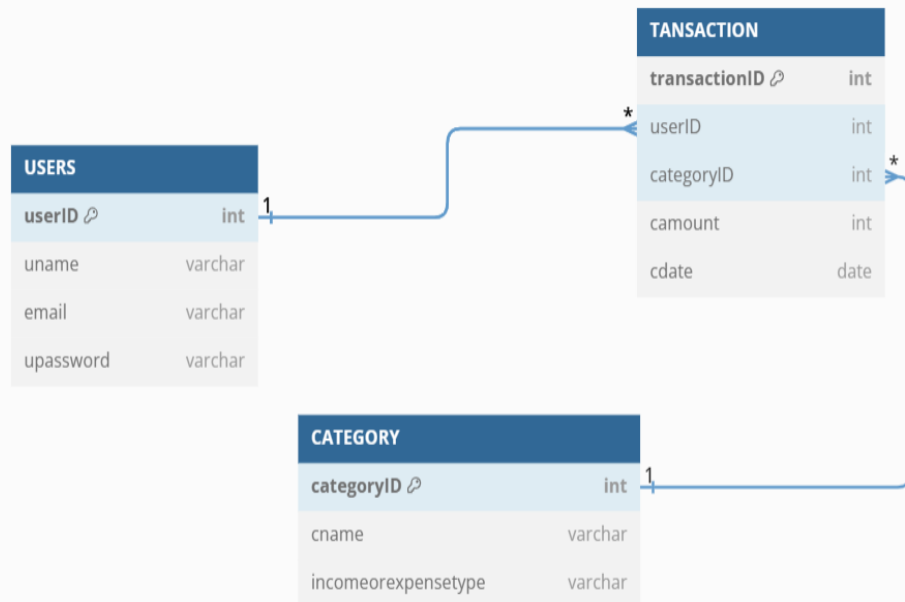 TANSACTION
transactionID int
userID int
categoryID int
camount int
cdate date
*
*
USERS
userID int
uname varchar
email varchar
upassword varchar
1
CATEGORY
categoryID int
cname varchar
incomeorexpensetype varchar
1